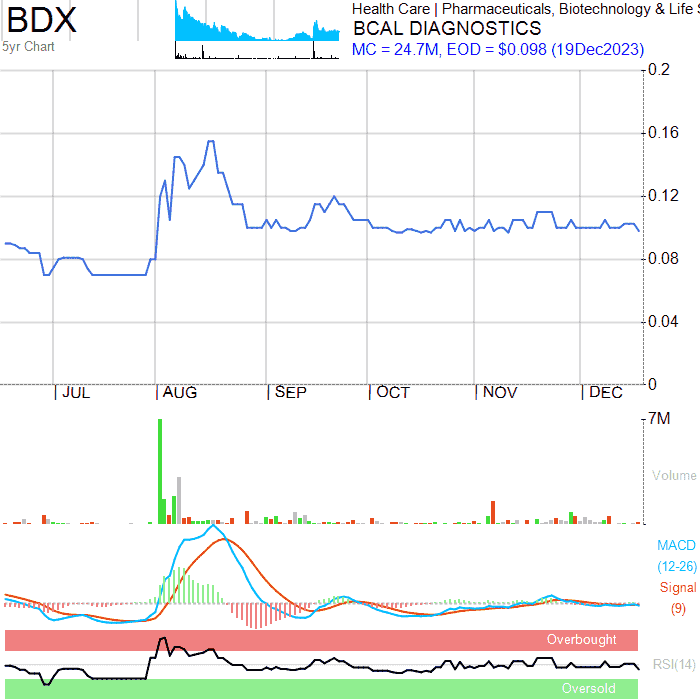 BDX
5yr Chart
Health Care | Pharmaceuticals, Biotechnology & Life S
BCAL DIAGNOSTICS
MC = 24.7M, EOD = $0.098 (19Dec2023)
0.2
0.16
0.12
0.08
0.04
0
JUL AUG SEP OCT NOV DEC
7M
Volume
MACD
(12-26)
Signal
(9)
Overbought
RSI(14)
Oversold